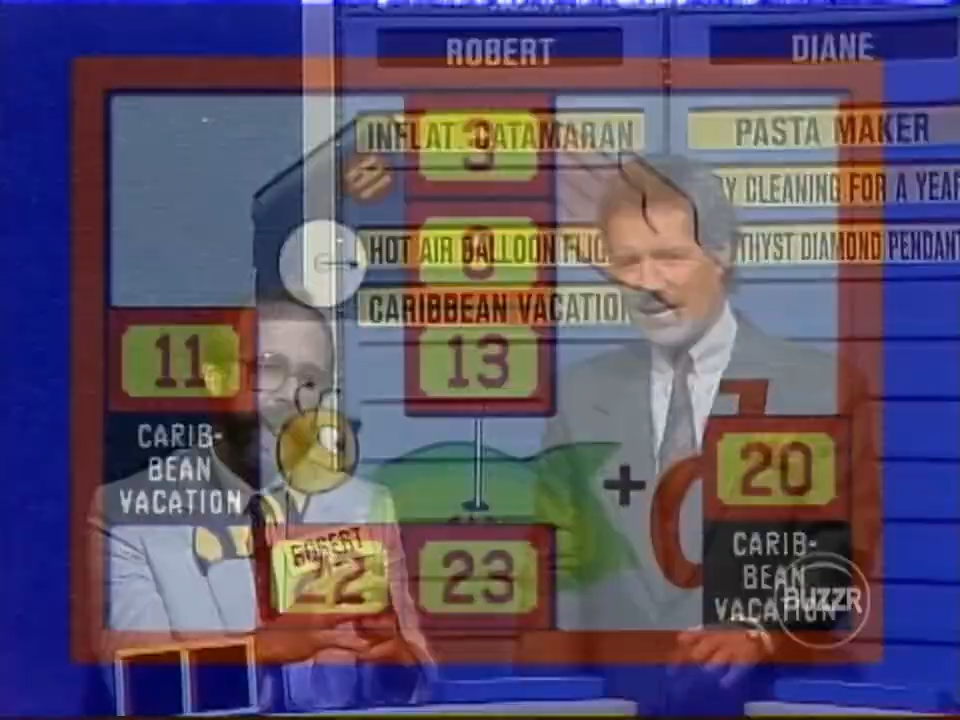 ROBERT
DIANE
INFLAT. CATAMARAN
PASTA MAKER
3
Y CLEANING FOR A YEAR
HOT AIR BALLOON
8
THYST DIAMOND PENDANT
CARIBBEAN VACATION
11
13
CARIB-
BEAN
VACATION
20
+
CARIB-
BEAN
VACATION
ROBERT
22
23
BUZZR